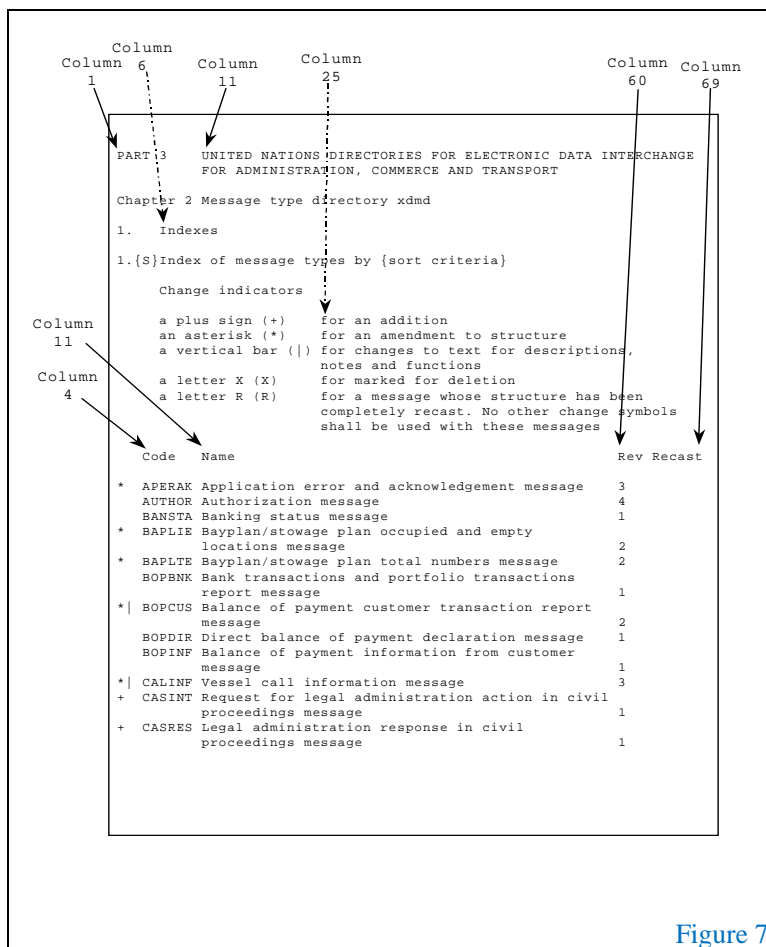 Column
6
Column
1
Column
11
Column
25
Column
60
Column
69
PART 3 UNITED NATIONS DIRECTORIES FOR ELECTRONIC DATA INTERCHANGE
FOR ADMINISTRATION, COMMERCE AND TRANSPORT
Chapter 2 Message type directory xdmd
1. Indexes
1.{S}Index of message types by {sort criteria}
Change indicators
a plus sign (+) for an addition
an asterisk (*) for an amendment to structure
a vertical bar (|) for changes to text for descriptions,
notes and functions
a letter X (X) for marked for deletion
a letter R (R) for a message whose structure has been
completely recast. No other change symbols
shall be used with these messages
Column
11
Column
4
Code Name Rev Recast
* APERAK Application error and acknowledgement message 3
AUTHOR Authorization message 4
BANSTA Banking status message 1
* BAPLIE Bayplan/stowage plan occupied and empty
locations message 2
* BAPLTE Bayplan/stowage plan total numbers message 2
BOPBNK Bank transactions and portfolio transactions
report message 1
*| BOPCUS Balance of payment customer transaction report
message 2
BOPDIR Direct balance of payment declaration message 1
BOPINF Balance of payment information from customer
message 1
*| CALINF Vessel call information message 3
+ CASINT Request for legal administration action in civil
proceedings message 1
+ CASRES Legal administration response in civil
proceedings message 1
Figure 7